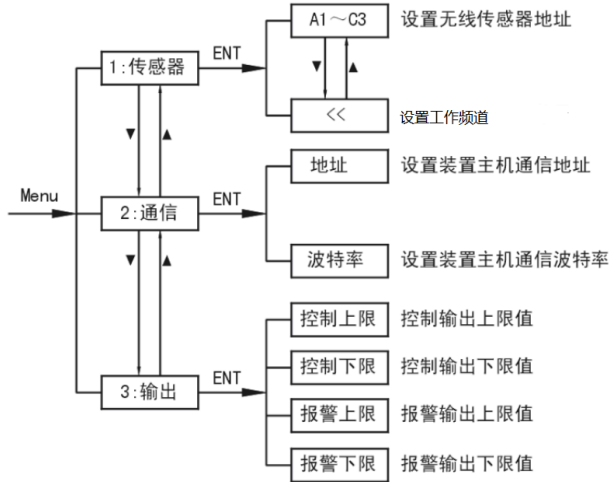 A1～C3 设置无线传感器地址
ENT
1:传感器
▼ ▲
<< 设置工作频道
▼ ▲
地址 设置装置主机通信地址
Menu
ENT
2:通信
▼ ▲
波特率 设置装置主机通信波特率
控制上限 控制输出上限值
控制下限 控制输出下限值
ENT
3:输出
报警上限 报警输出上限值
报警下限 报警输出下限值